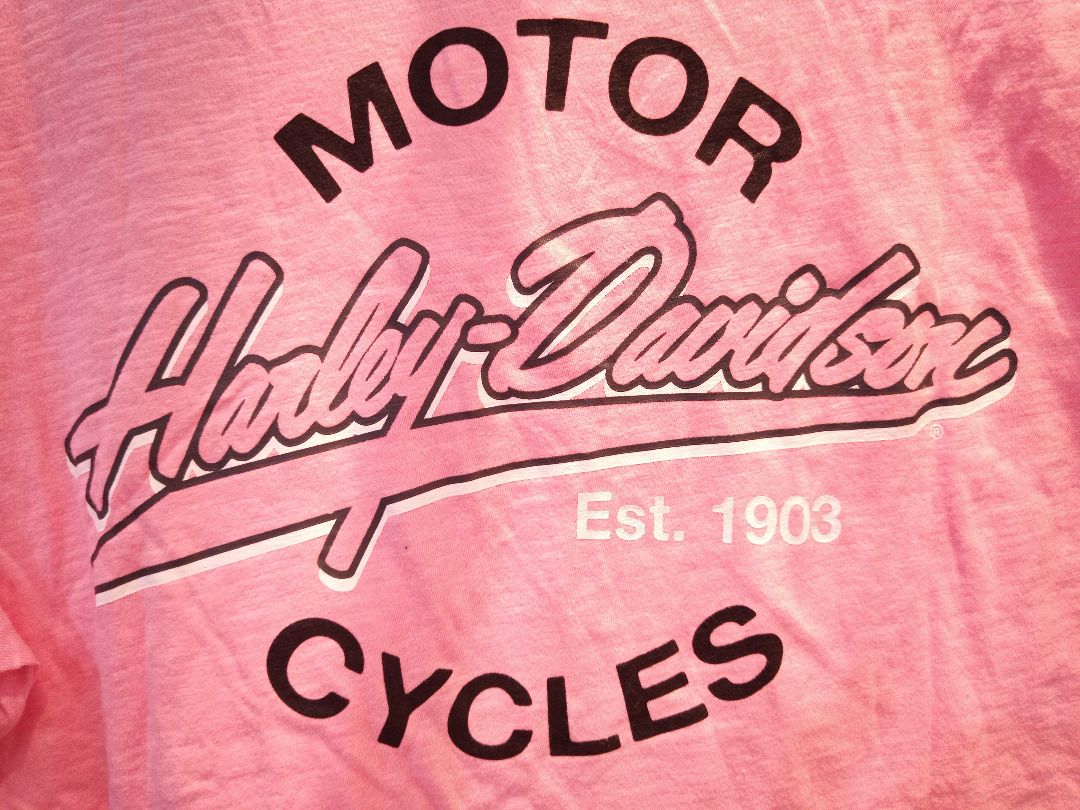 MOTOR
Harley-Davidson
®
Est. 1903
CYCLES